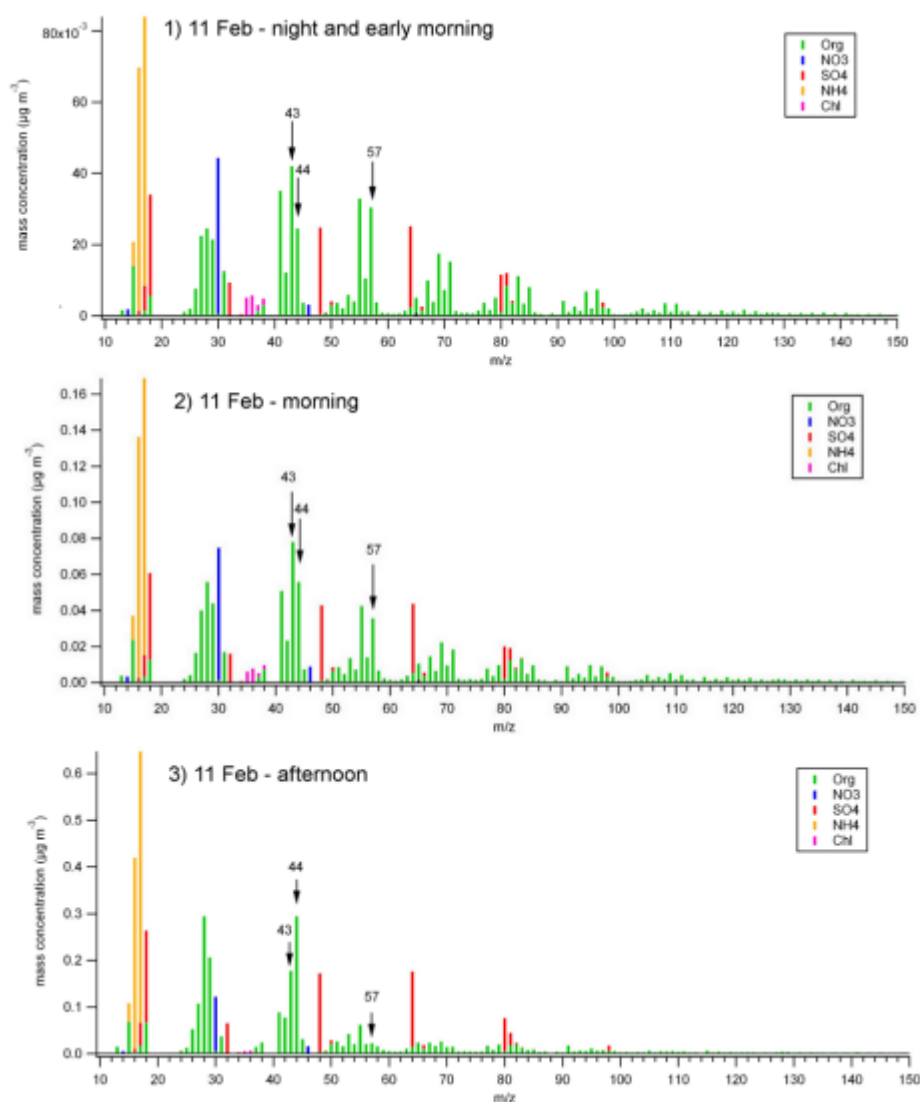 1) 11 Feb - night and early morning
80x10⁻³
60
40
20
0
mass concentration (µg m⁻³)
43
44
57
Org
NO3
SO4
NH4
Chl
10 20 30 40 50 60 70 80 90 100 110 120 130 140 150
m/z
2) 11 Feb - morning
0.16
0.14
0.12
0.10
0.08
0.06
0.04
0.02
0.00
mass concentration (µg m⁻³)
43
44
57
Org
NO3
SO4
NH4
Chl
10 20 30 40 50 60 70 80 90 100 110 120 130 140 150
m/z
3) 11 Feb - afternoon
0.6
0.5
0.4
0.3
0.2
0.1
0.0
mass concentration (µg m⁻³)
44
43
57
Org
NO3
SO4
NH4
Chl
10 20 30 40 50 60 70 80 90 100 110 120 130 140 150
m/z